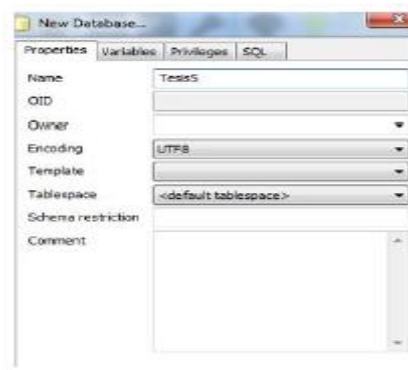 New Database...
Properties Variables Privileges SQL
Name TesisS
OID
Owner
Encoding UTF8
Template
Tablespace <default tablespace>
Schema restriction
Comment